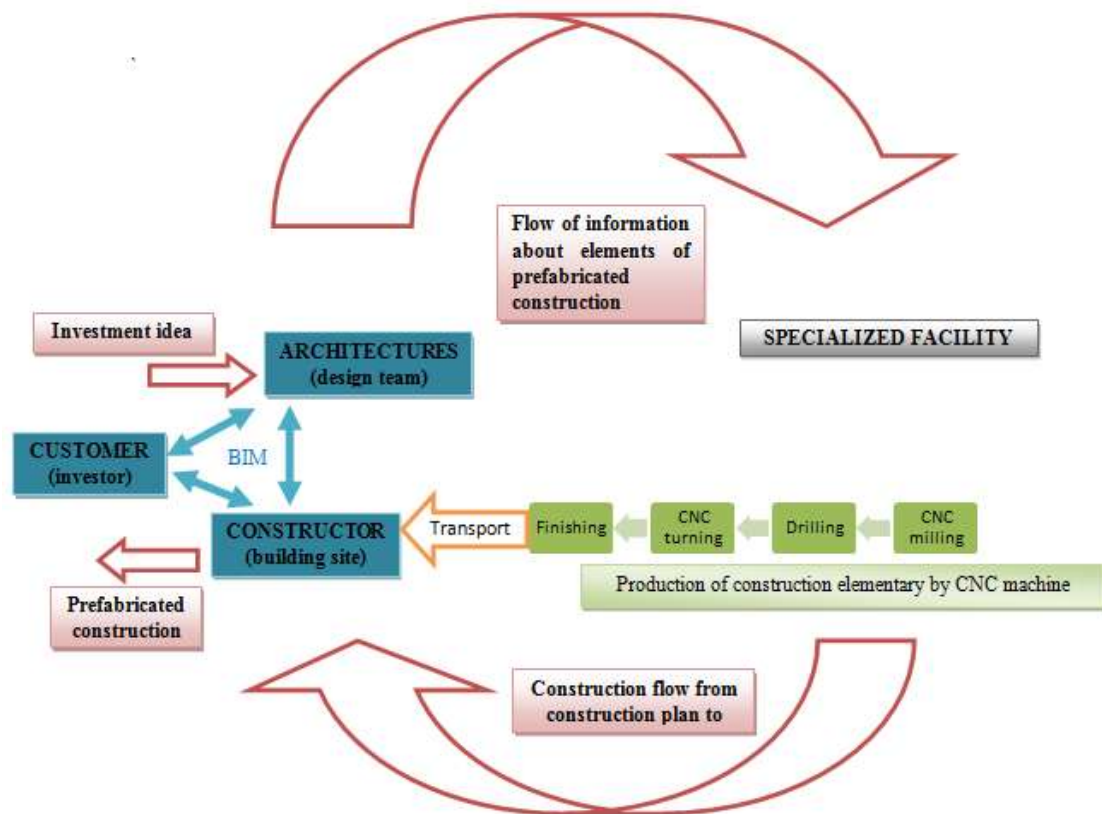 Flow of information
about elements of
prefabricated
construction
Investment idea
SPECIALIZED FACILITY
ARCHITECTURES
(design team)
CUSTOMER
(investor)
BIM
CONSTRUCTOR
(building site)
Transport
Finishing
CNC
turning
Drilling
CNC
milling
Production of construction elementary by CNC machine
Prefabricated
construction
Construction flow from
construction plan to